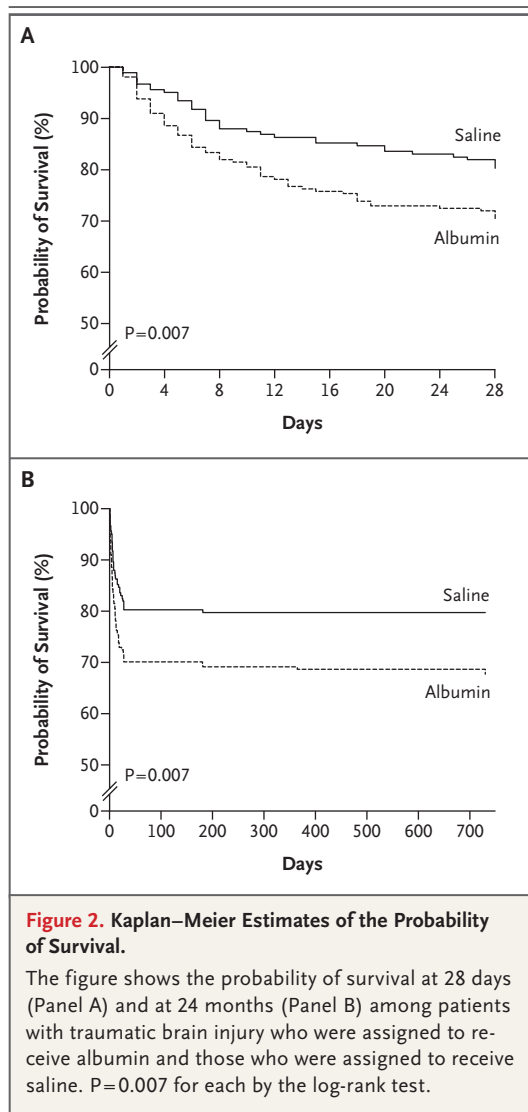 A
Probability of Survival (%)
100
90
80
70
60
50
0
Saline
Albumin
P=0.007
0 4 8 12 16 20 24 28
Days
B
Probability of Survival (%)
100
90
80
70
60
50
0
Saline
Albumin
P=0.007
0 100 200 300 400 500 600 700
Days
Figure 2. Kaplan–Meier Estimates of the Probability
of Survival.
The figure shows the probability of survival at 28 days
(Panel A) and at 24 months (Panel B) among patients
with traumatic brain injury who were assigned to re-
ceive albumin and those who were assigned to receive
saline. P=0.007 for each by the log-rank test.